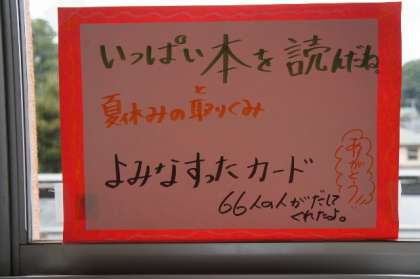 いっぱい本を読んだね。
と
夏休みの取りくみ
よみなすったカード
ありがとう
66人の人がだして
くれたよ。